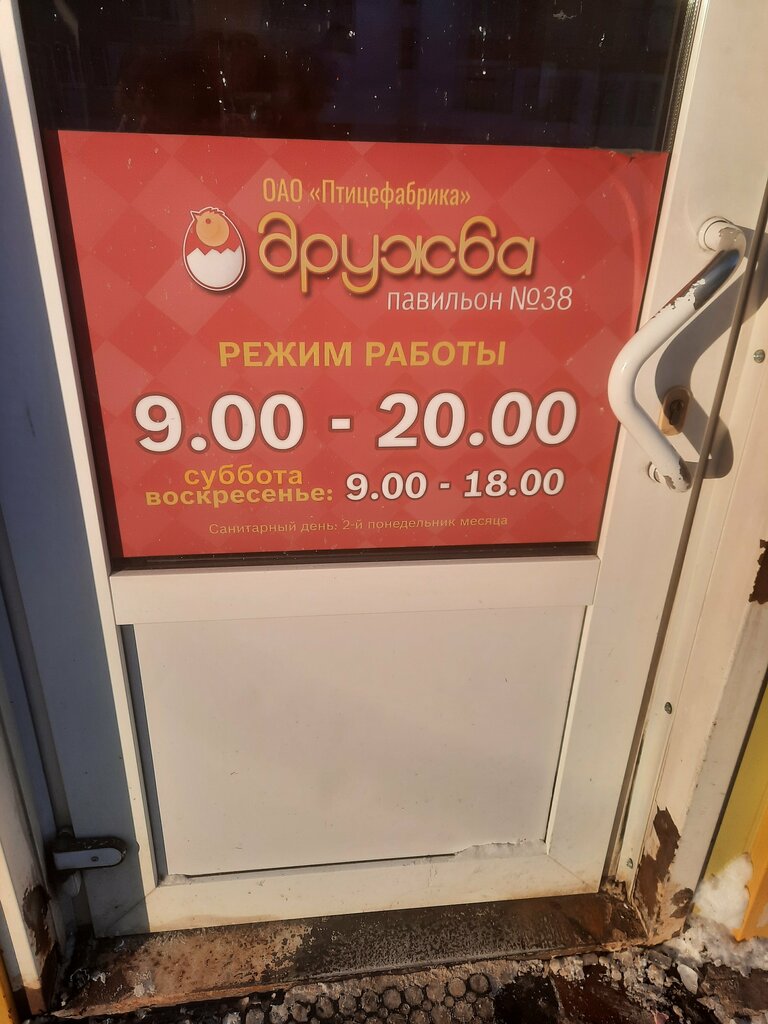 ОАО «Птицефабрика»
дружба
павильон №38
РЕЖИМ РАБОТЫ
9.00 - 20.00
суббота
воскресенье: 9.00 - 18.00
Санитарный день: 2-й понедельник месяца